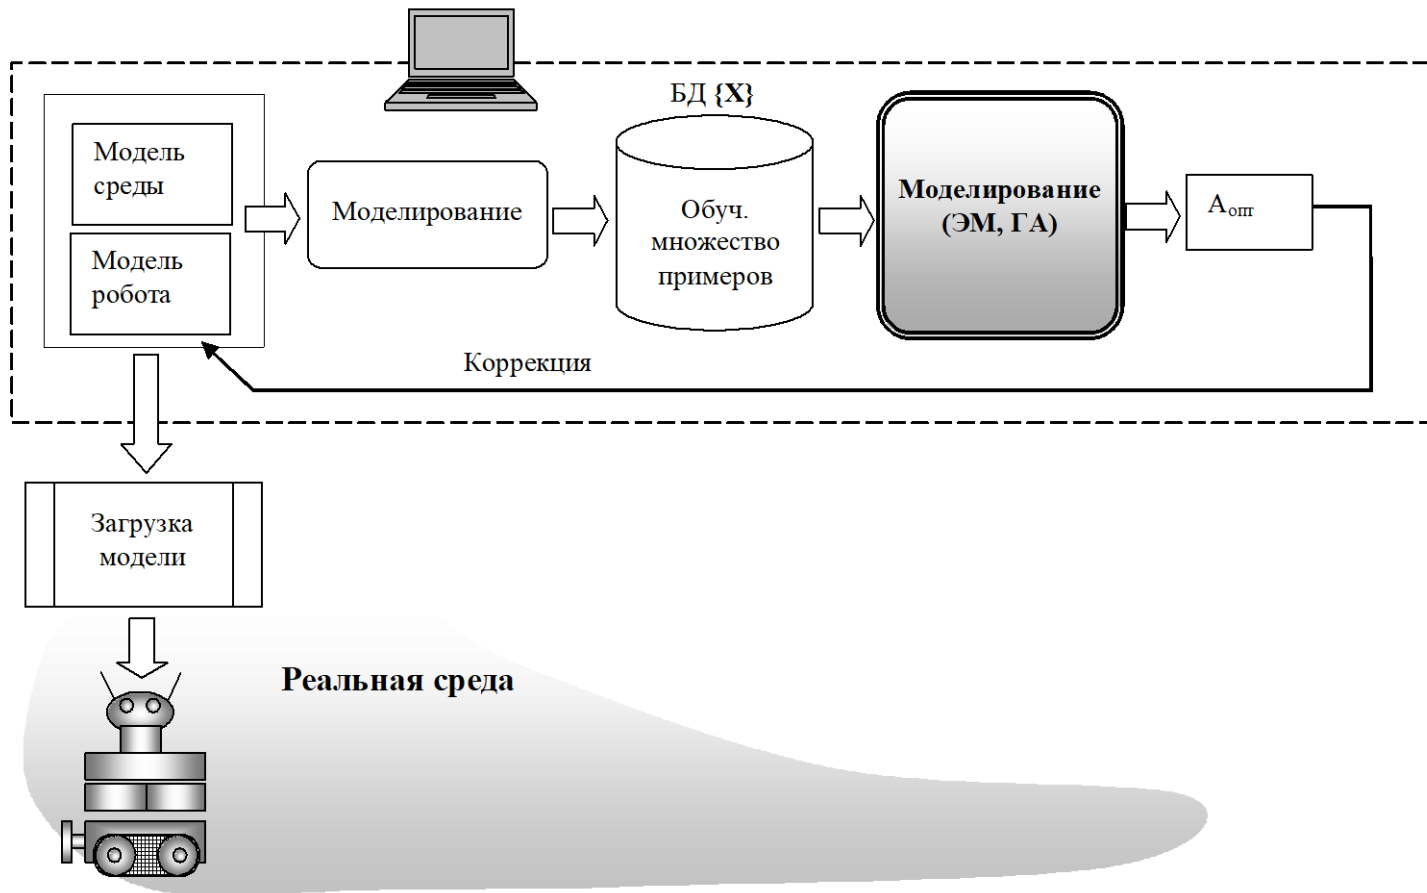 БД {X}
Модель
среды
Модель
робота
Моделирование
Обуч.
множество
примеров
Моделирование
(ЭМ, ГА)
Aопт
Коррекция
Загрузка
модели
Реальная среда